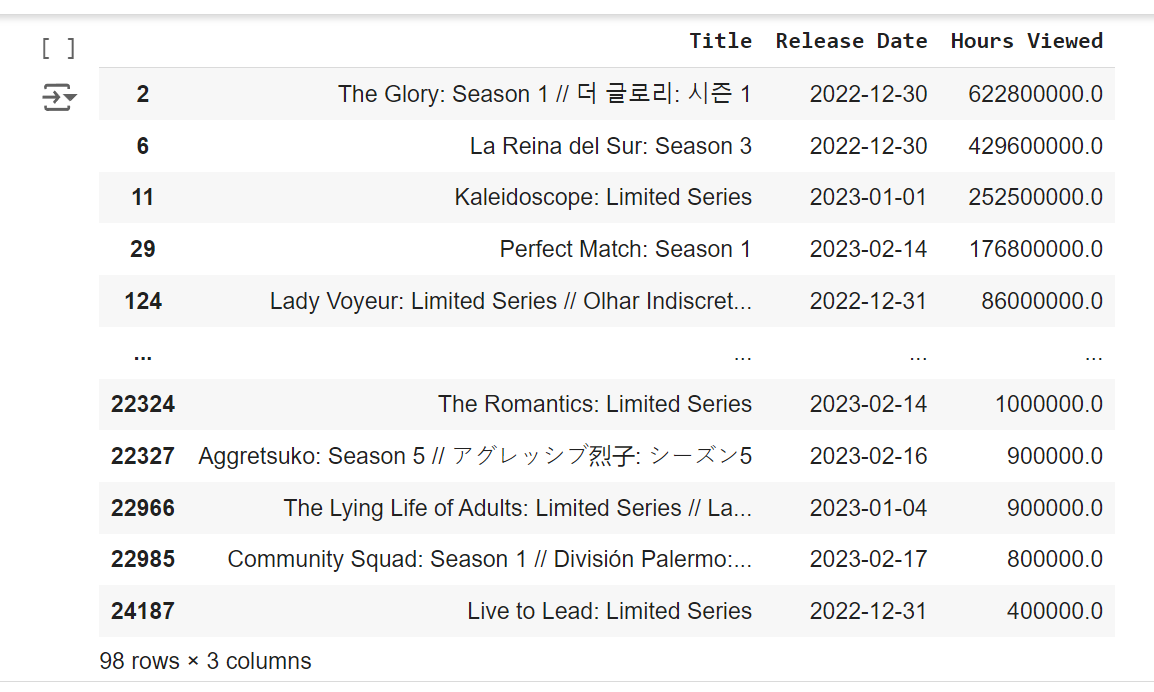 [ ]
Title Release Date Hours Viewed
2 The Glory: Season 1 // 더 글로리: 시즌 1 2022-12-30 622800000.0
6 La Reina del Sur: Season 3 2022-12-30 429600000.0
11 Kaleidoscope: Limited Series 2023-01-01 252500000.0
29 Perfect Match: Season 1 2023-02-14 176800000.0
124 Lady Voyeur: Limited Series // Olhar Indiscret... 2022-12-31 86000000.0
... ... ... ...
22324 The Romantics: Limited Series 2023-02-14 1000000.0
22327 Aggretsuko: Season 5 // アグレッシブ烈子: シーズン5 2023-02-16 900000.0
22966 The Lying Life of Adults: Limited Series // La... 2023-01-04 900000.0
22985 Community Squad: Season 1 // División Palermo:... 2023-02-17 800000.0
24187 Live to Lead: Limited Series 2022-12-31 400000.0
98 rows × 3 columns